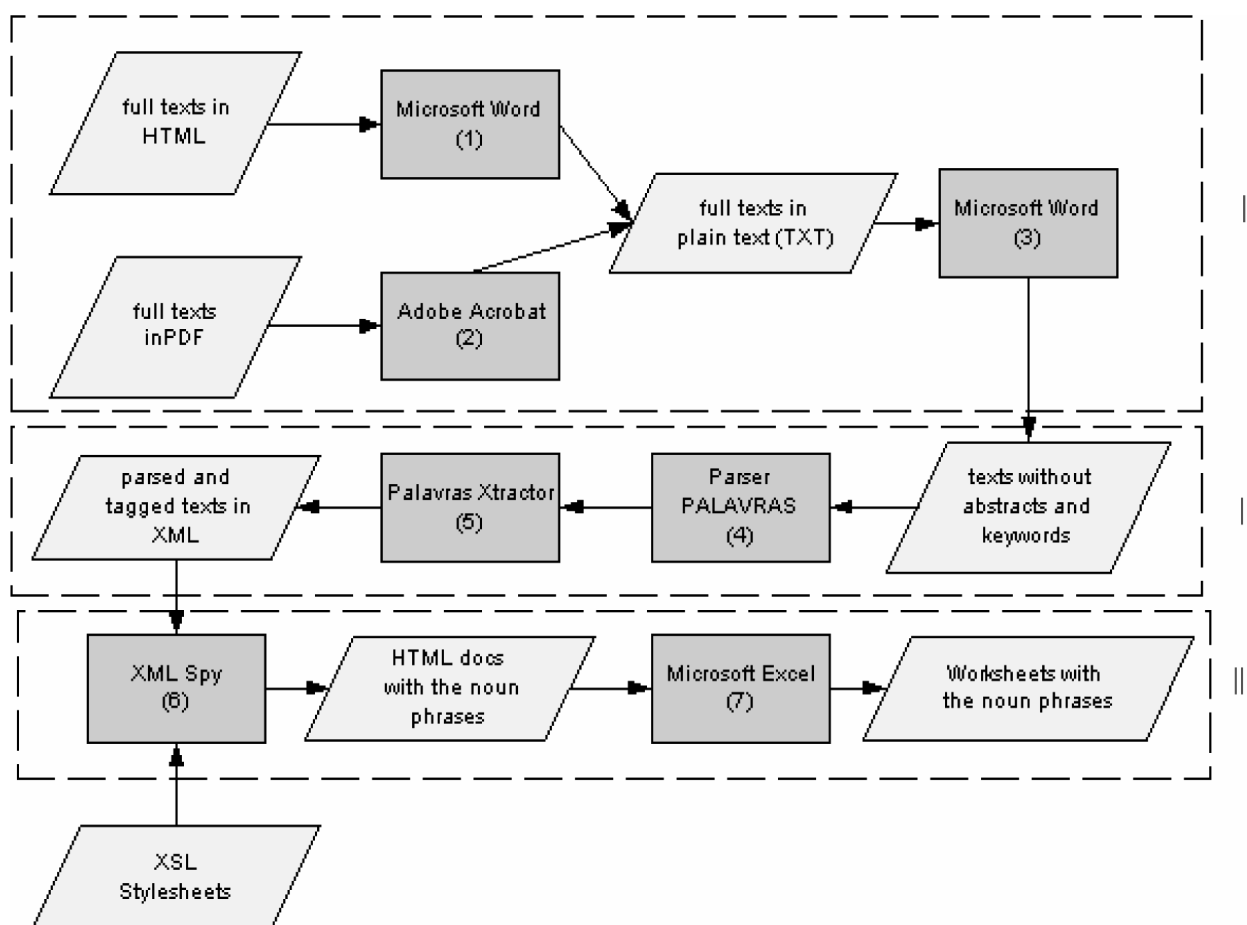 full texts in
HTML
Microsoft Word
(1)
full texts in
plain text (TXT)
Microsoft Word
(3)
full texts
inPDF
Adobe Acrobat
(2)
|
parsed and
tagged texts in
XML
Palavras Xtractor
(5)
Parser
PALAVRAS
(4)
texts without
abstracts and
keywords
|
XML Spy
(6)
HTML docs
with the noun
phrases
Microsoft Excel
(7)
Worksheets with
the noun phrases
||
XSL
Stylesheets